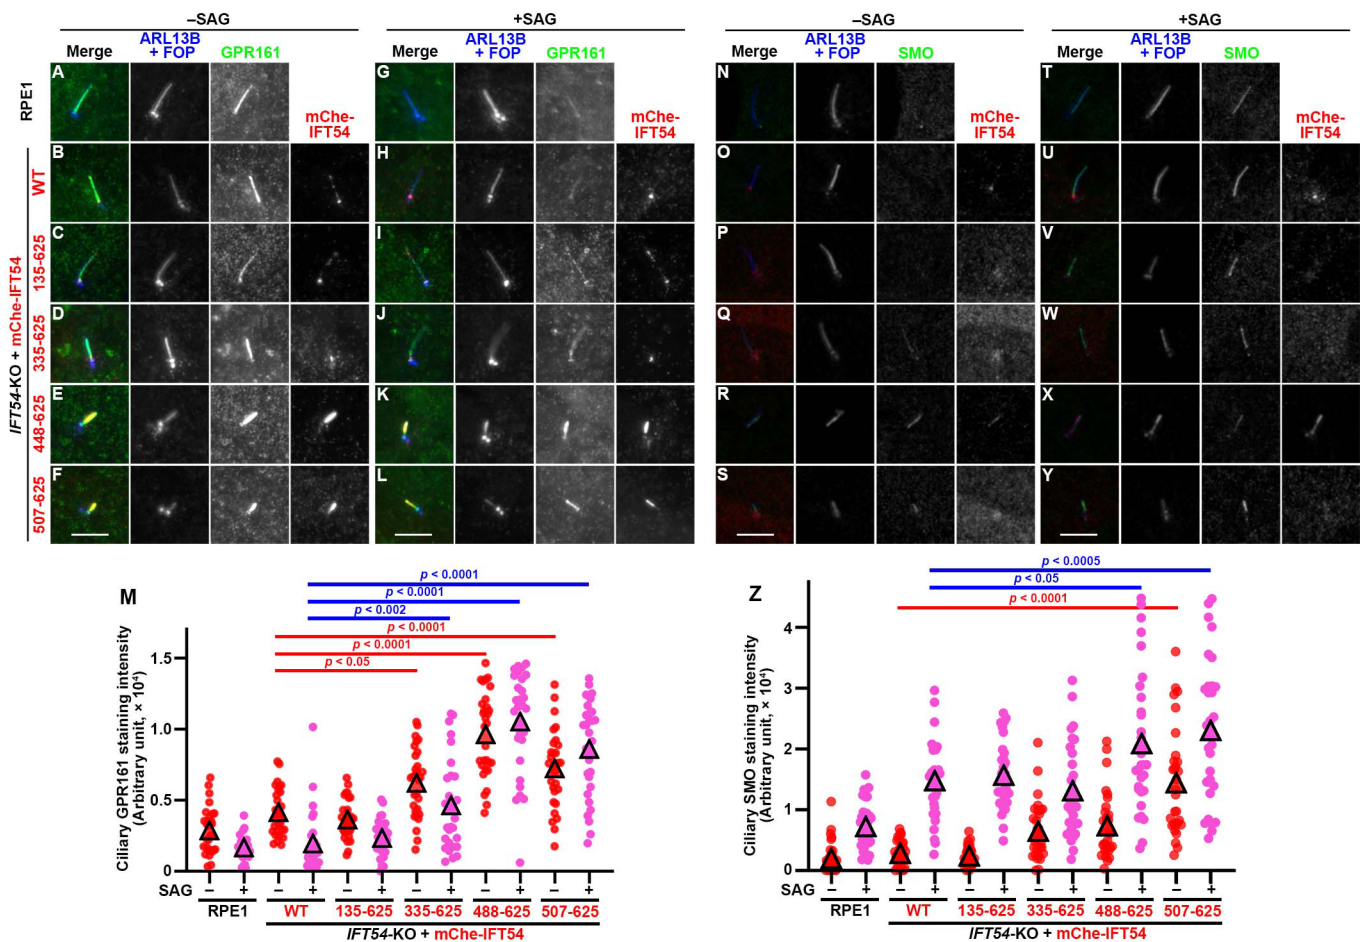 –SAG
+SAG
–SAG
+SAG
Merge
ARL13B
+ FOP
GPR161
Merge
ARL13B
+ FOP
GPR161
Merge
ARL13B
+ FOP
SMO
Merge
ARL13B
+ FOP
SMO
mChe-
IFT54
mChe-
IFT54
mChe-
IFT54
mChe-
IFT54
RPE1
A
G
N
T
IFT54-KO + mChe-IFT54
WT
B
H
O
U
135-625
C
I
P
V
335-625
D
J
Q
W
448-625
E
K
R
X
507-625
F
L
S
Y
M
p < 0.0001
p < 0.0001
p < 0.002
p < 0.0001
p < 0.0001
p < 0.05
Ciliary GPR161 staining intensity
(Arbitrary unit, × 10⁴)
1.5
1.0
0.5
0
SAG – + – + – + – + – + – +
RPE1 WT 135-625 335-625 488-625 507-625
IFT54-KO + mChe-IFT54
Z
p < 0.0005
p < 0.05
p < 0.0001
Ciliary SMO staining intensity
(Arbitrary unit, × 10⁴)
4
3
2
1
0
SAG – + – + – + – + – + – +
RPE1 WT 135-625 335-625 488-625 507-625
IFT54-KO + mChe-IFT54